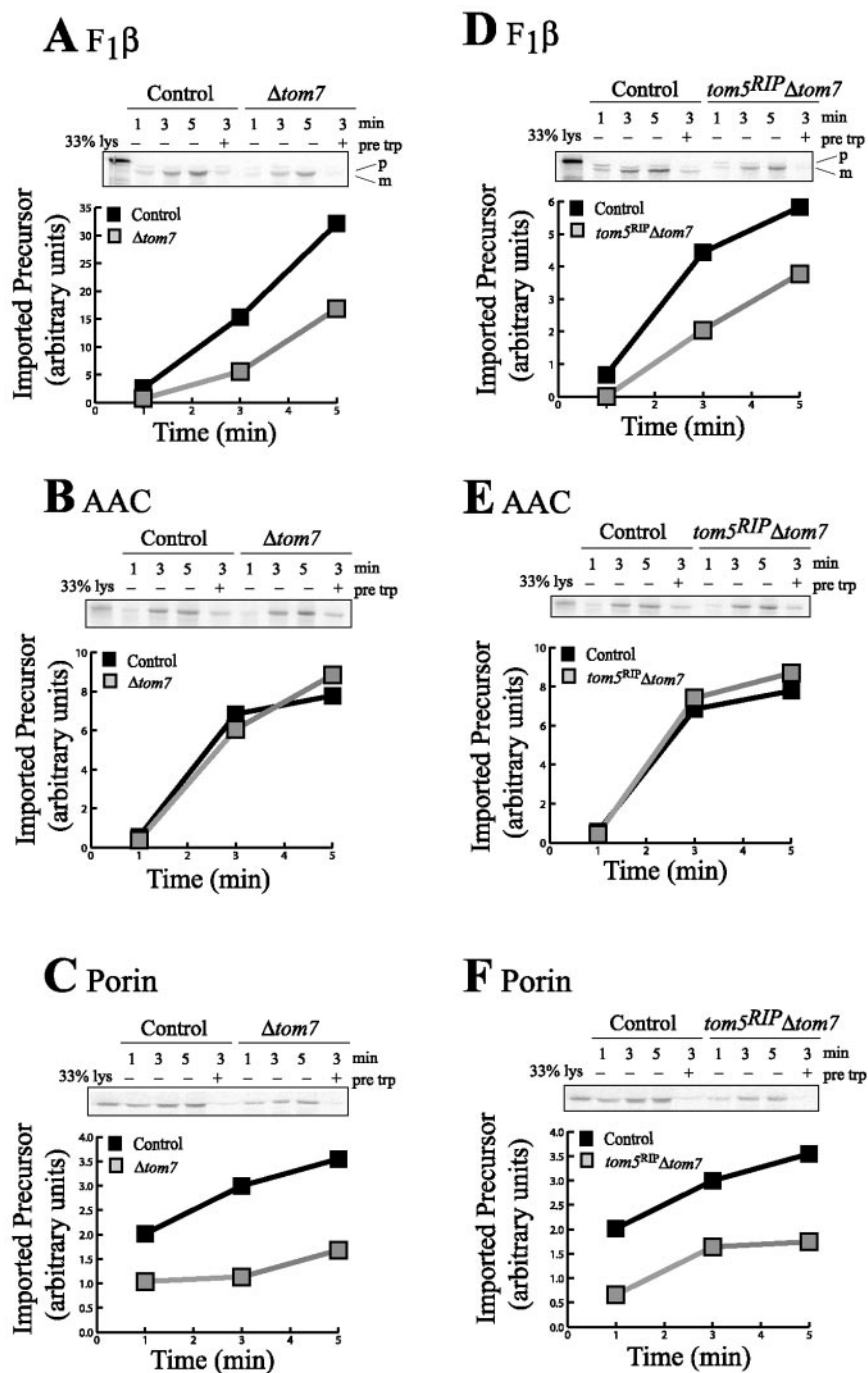 A F1β
Control Δtom7
1 3 5 3 1 3 5 3 min
33% lys − − − + − − − + pre trp
p
m
Imported Precursor
(arbitrary units)
35
30
25
20
15
10
5
0
Control
Δtom7
0 1 2 3 4 5
Time (min)
B AAC
Control Δtom7
1 3 5 3 1 3 5 3 min
33% lys − − − + − − − + pre trp
Imported Precursor
(arbitrary units)
10
8
6
4
2
0
Control
Δtom7
0 1 2 3 4 5
Time (min)
C Porin
Control Δtom7
1 3 5 3 1 3 5 3 min
33% lys − − − + − − − + pre trp
Imported Precursor
(arbitrary units)
4.0
3.5
3.0
2.5
2.0
1.5
1.0
0.5
0.0
Control
Δtom7
0 1 2 3 4 5
Time (min)
D F1β
Control tom5RIPΔtom7
1 3 5 3 1 3 5 3 min
33% lys − − − + − − − + pre trp
p
m
Imported Precursor
(arbitrary units)
6
5
4
3
2
1
0
Control
tom5RIPΔtom7
0 1 2 3 4 5
Time (min)
E AAC
Control tom5RIPΔtom7
1 3 5 3 1 3 5 3 min
33% lys − − − + − − − + pre trp
Imported Precursor
(arbitrary units)
10
8
6
4
2
0
Control
tom5RIPΔtom7
0 1 2 3 4 5
Time (min)
F Porin
Control tom5RIPΔtom7
1 3 5 3 1 3 5 3 min
33% lys − − − + − − − + pre trp
Imported Precursor
(arbitrary units)
4.0
3.5
3.0
2.5
2.0
1.5
1.0
0.5
0.0
Control
tom5RIPΔtom7
0 1 2 3 4 5
Time (min)